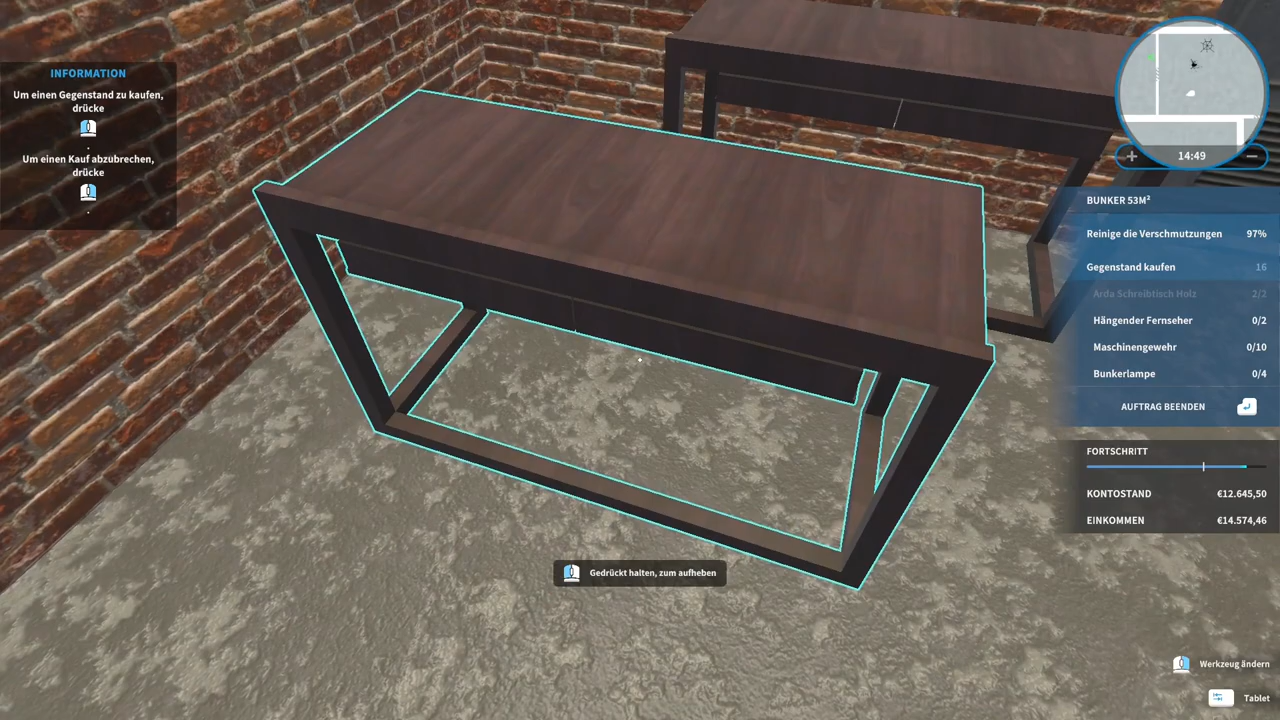 INFORMATION
Um einen Gegenstand zu kaufen,
drücke
.
Um einen Kauf abzubrechen,
drücke
.
14:49
BUNKER 53M²
Reinige die Verschmutzungen 97%
Gegenstand kaufen 16
Arda Schreibtisch Holz 2/2
Hängender Fernseher 0/2
Maschinengewehr 0/10
Bunkerlampe 0/4
AUFTRAG BEENDEN
FORTSCHRITT
KONTOSTAND €12.645,50
EINKOMMEN €14.574,46
Gedrückt halten, zum aufheben
Werkzeug ändern
Tablet